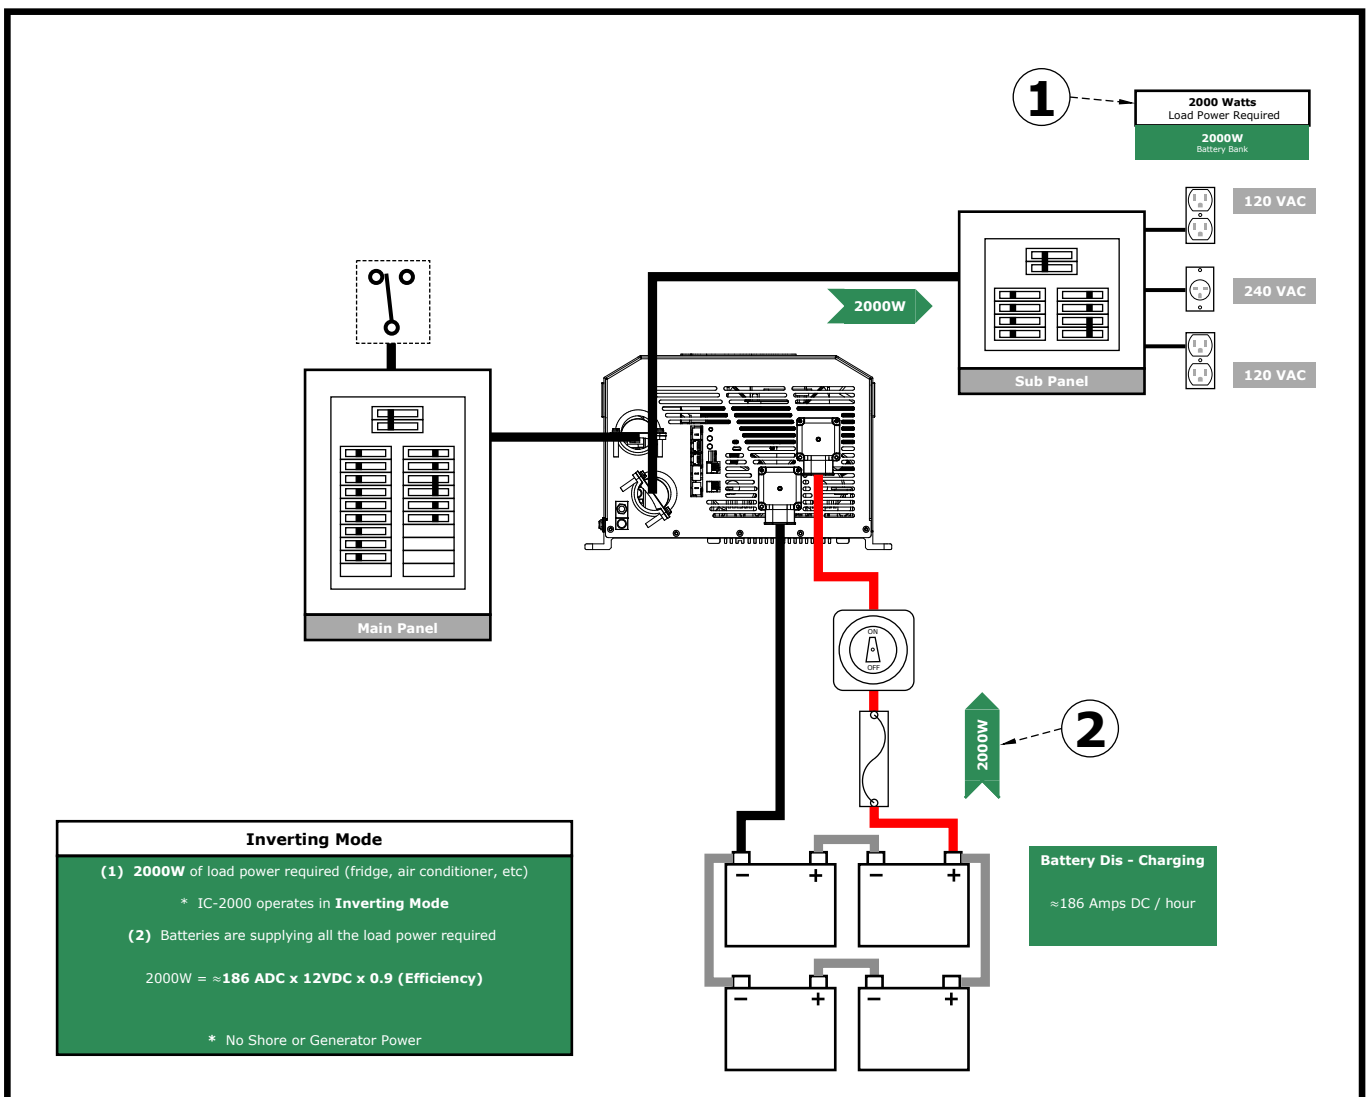 1
2000 Watts
Load Power Required
2000W
Battery Bank
120 VAC
2000W
240 VAC
Sub Panel
120 VAC
Main Panel
ON
OFF
2000W
2
Inverting Mode
(1) 2000W of load power required (fridge, air conditioner, etc)
* IC-2000 operates in Inverting Mode
(2) Batteries are supplying all the load power required
2000W = ≈186 ADC x 12VDC x 0.9 (Efficiency)
* No Shore or Generator Power
− + − +
Battery Dis - Charging
≈186 Amps DC / hour
− + − +